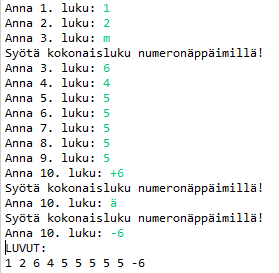 Anna 1. luku: 1
Anna 2. luku: 2
Anna 3. luku: m
Syötä kokonaisluku numeronäppäimillä!
Anna 3. luku: 6
Anna 4. luku: 4
Anna 5. luku: 5
Anna 6. luku: 5
Anna 7. luku: 5
Anna 8. luku: 5
Anna 9. luku: 5
Anna 10. luku: +6
Syötä kokonaisluku numeronäppäimillä!
Anna 10. luku: ä
Syötä kokonaisluku numeronäppäimillä!
Anna 10. luku: -6
LUVUT:
1 2 6 4 5 5 5 5 5 -6